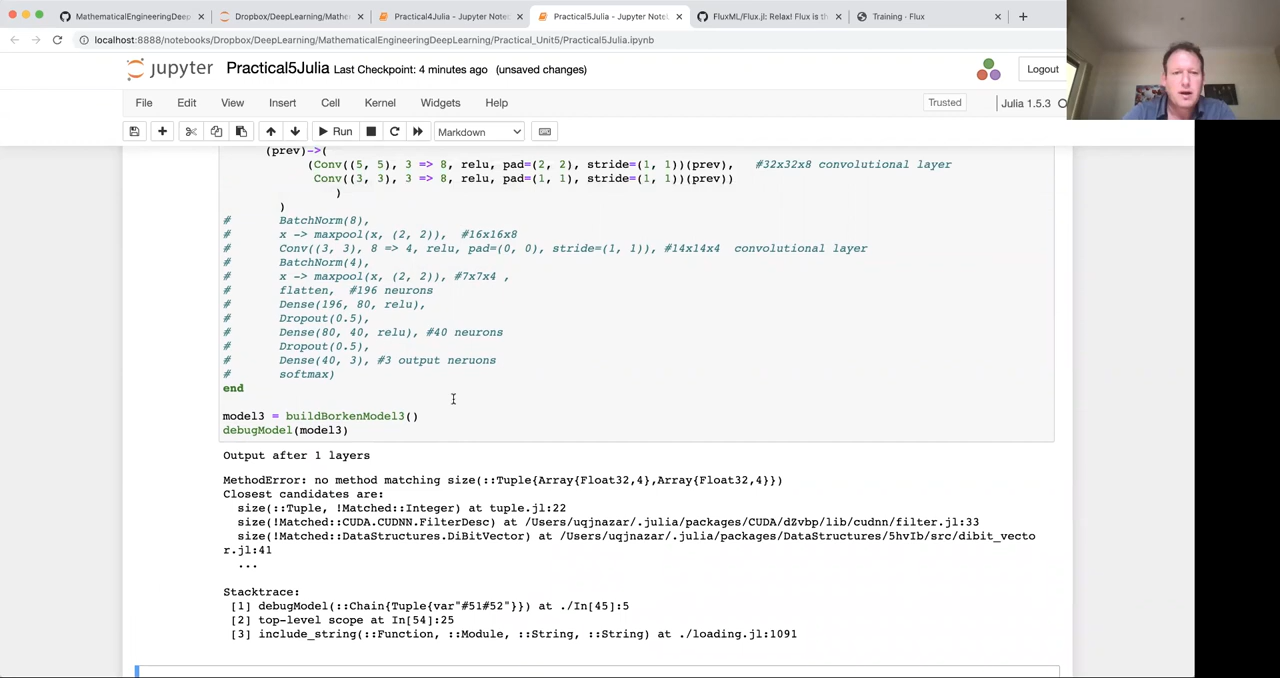 MathematicalEngineeringDeep
Dropbox/DeepLearning/Mathe
Practical4Julia - Jupyter Note
Practical5Julia - Jupyter Note
FluxML/Flux.jl: Relax! Flux is th
Training · Flux
localhost:8888/notebooks/Dropbox/DeepLearning/MathematicalEngineeringDeepLearning/Practical_Unit5/Practical5Julia.ipynb
jupyter Practical5Julia Last Checkpoint: 4 minutes ago (unsaved changes)
Logout
File Edit View Insert Cell Kernel Widgets Help
Trusted
Julia 1.5.3
Run
Markdown
(prev)->(
(Conv((5, 5), 3 => 8, relu, pad=(2, 2), stride=(1, 1))(prev), #32x32x8 convolutional layer
Conv((3, 3), 3 => 8, relu, pad=(1, 1), stride=(1, 1))(prev))
)
)
# BatchNorm(8),
# x -> maxpool(x, (2, 2)), #16x16x8
# Conv((3, 3), 8 => 4, relu, pad=(0, 0), stride=(1, 1)), #14x14x4 convolutional layer
# BatchNorm(4),
# x -> maxpool(x, (2, 2)), #7x7x4 ,
# flatten, #196 neurons
# Dense(196, 80, relu),
# Dropout(0.5),
# Dense(80, 40, relu), #40 neurons
# Dropout(0.5),
# Dense(40, 3), #3 output neruons
# softmax)
end
model3 = buildBorkenModel3()
debugModel(model3)
Output after 1 layers
MethodError: no method matching size(::Tuple{Array{Float32,4},Array{Float32,4}})
Closest candidates are:
size(::Tuple, !Matched::Integer) at tuple.jl:22
size(!Matched::CUDA.CUDNN.FilterDesc) at /Users/uqjnazar/.julia/packages/CUDA/dZvbp/lib/cudnn/filter.jl:33
size(!Matched::DataStructures.DiBitVector) at /Users/uqjnazar/.julia/packages/DataStructures/5hvIb/src/dibit_vecto
r.jl:41
...
Stacktrace:
[1] debugModel(::Chain{Tuple{var"#51#52"}}) at ./In[45]:5
[2] top-level scope at In[54]:25
[3] include_string(::Function, ::Module, ::String, ::String) at ./loading.jl:1091